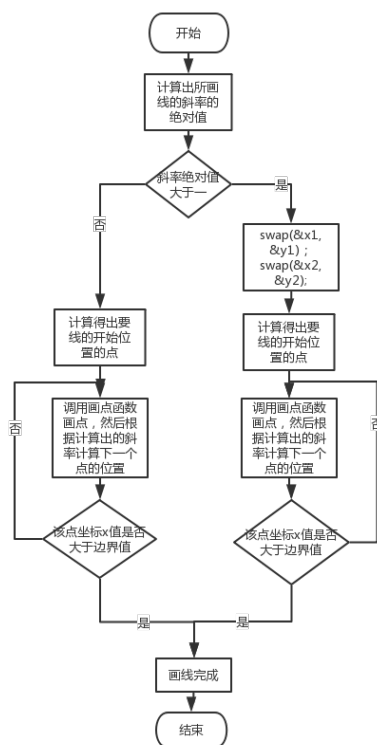 开始
计算出所画
线的斜率的
绝对值
斜率绝对值
大于一
是
否
swap(&x1,
&y1) ;
swap(&x2,
&y2);
计算得出要
线的开始位
置的点
计算得出要
线的开始位
置的点
否
调用画点函数
画点，然后根
据计算出的斜
率计算下一个
点的位置
调用画点函数
画点，然后根
据计算出的斜
率计算下一个
点的位置
否
该点坐标x值是否
大于边界值
该点坐标x值是否
大于边界值
是
是
画线完成
结束